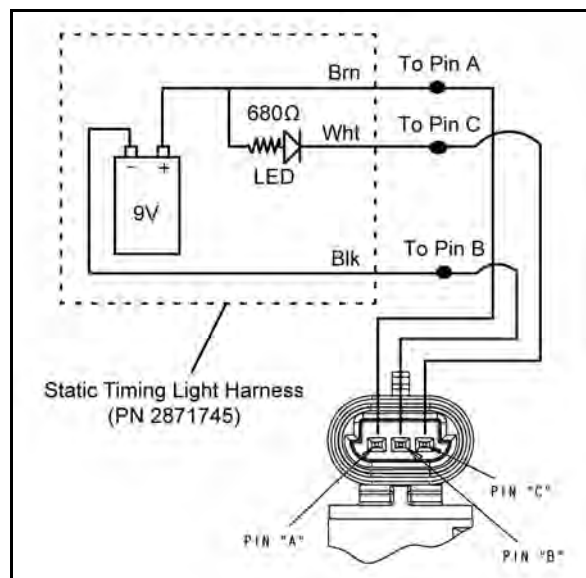 Brn
To Pin A
680Ω
Wht
To Pin C
LED
- +
9V
Blk
To Pin B
Static Timing Light Harness
(PN 2871745)
PIN "C"
PIN "A"
PIN "B"